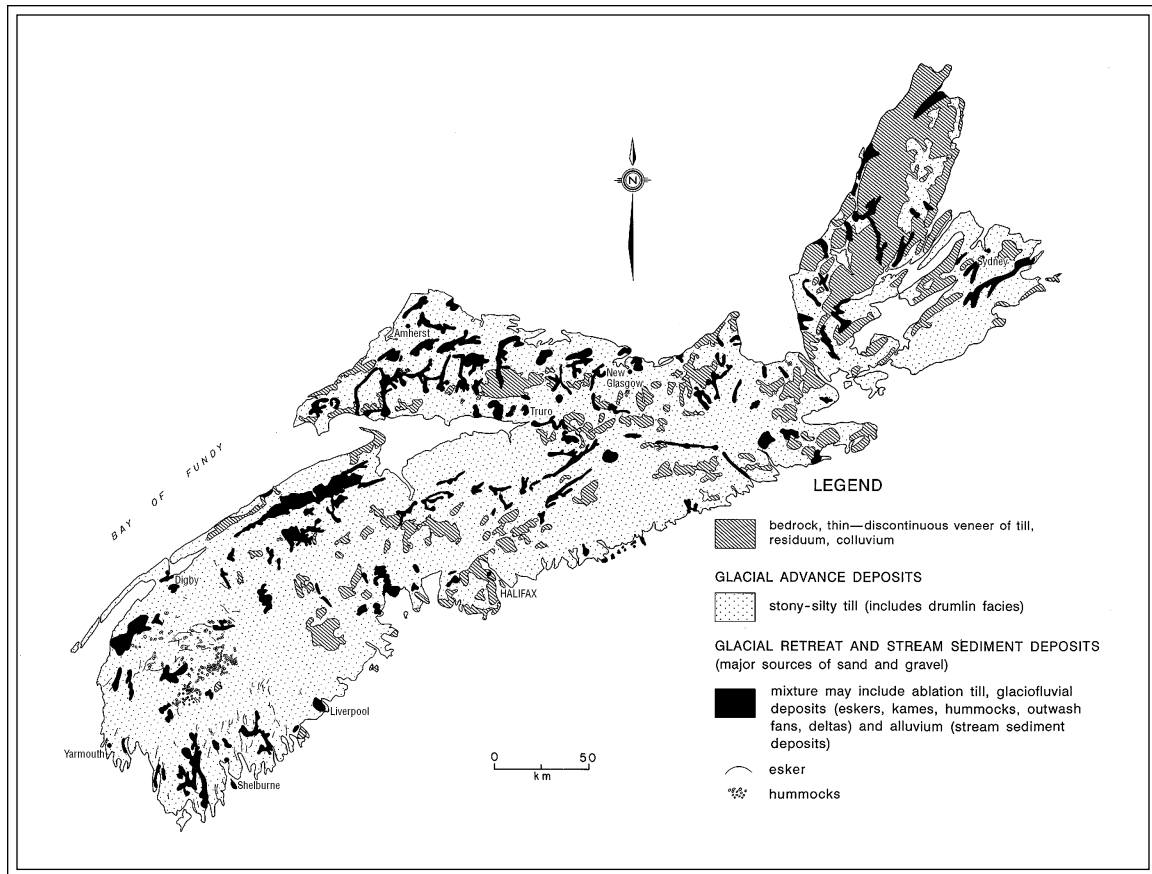 N
Sydney
Amherst
New
Glasgow
Truro
BAY OF FUNDY
Digby
HALIFAX
Liverpool
Yarmouth
Shelburne
0 50
km
LEGEND
bedrock, thin—discontinuous veneer of till,
residuum, colluvium
GLACIAL ADVANCE DEPOSITS
stony-silty till (includes drumlin facies)
GLACIAL RETREAT AND STREAM SEDIMENT DEPOSITS
(major sources of sand and gravel)
mixture may include ablation till, glaciofluvial
deposits (eskers, kames, hummocks, outwash
fans, deltas) and alluvium (stream sediment
deposits)
esker
hummocks